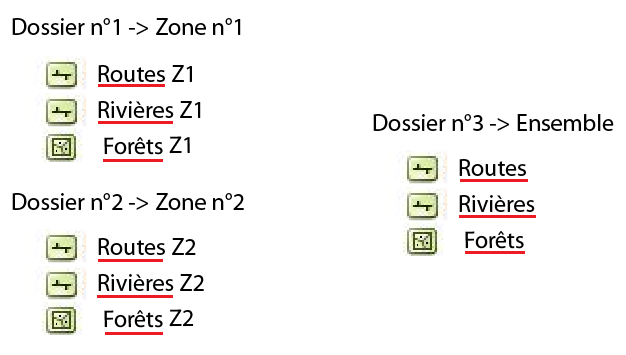 Dossier n°1 -> Zone n°1
Routes Z1
Rivières Z1
Forêts Z1
Dossier n°2 -> Zone n°2
Routes Z2
Rivières Z2
Forêts Z2
Dossier n°3 -> Ensemble
Routes
Rivières
Forêts